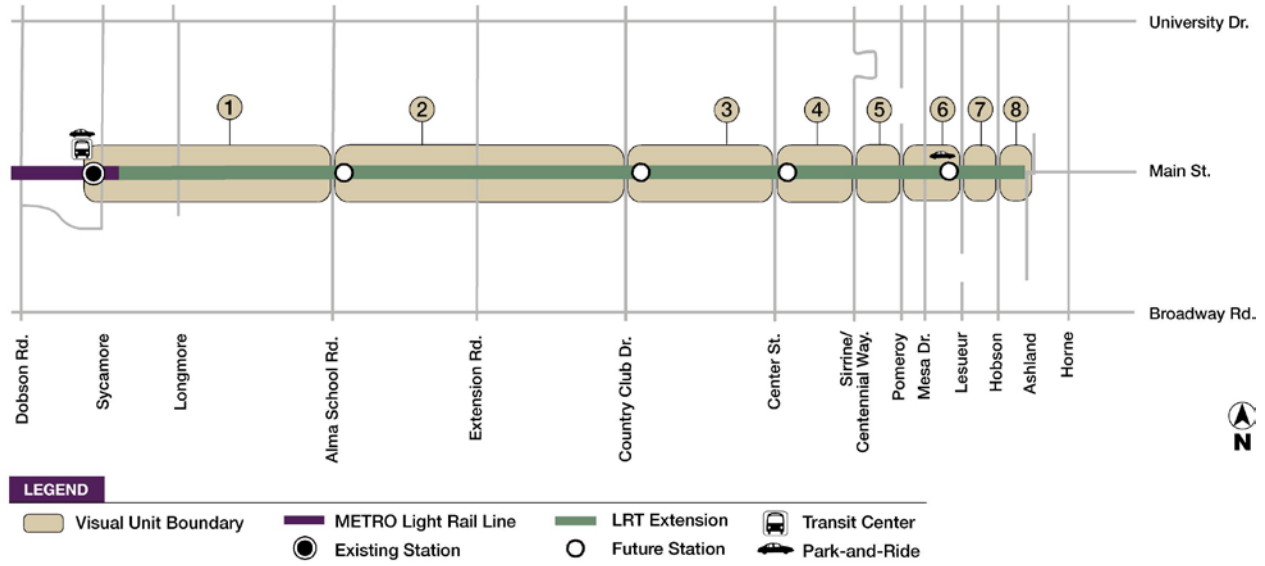 University Dr.
1
2
3
4
5
6
7
8
Main St.
Broadway Rd.
Dobson Rd.
Sycamore
Longmore
Alma School Rd.
Extension Rd.
Country Club Dr.
Center St.
Sirrine/
Centennial Way.
Pomeroy
Mesa Dr.
Lesueur
Hobson
Ashland
Horne
N
LEGEND
Visual Unit Boundary
METRO Light Rail Line
LRT Extension
Transit Center
Existing Station
Future Station
Park-and-Ride